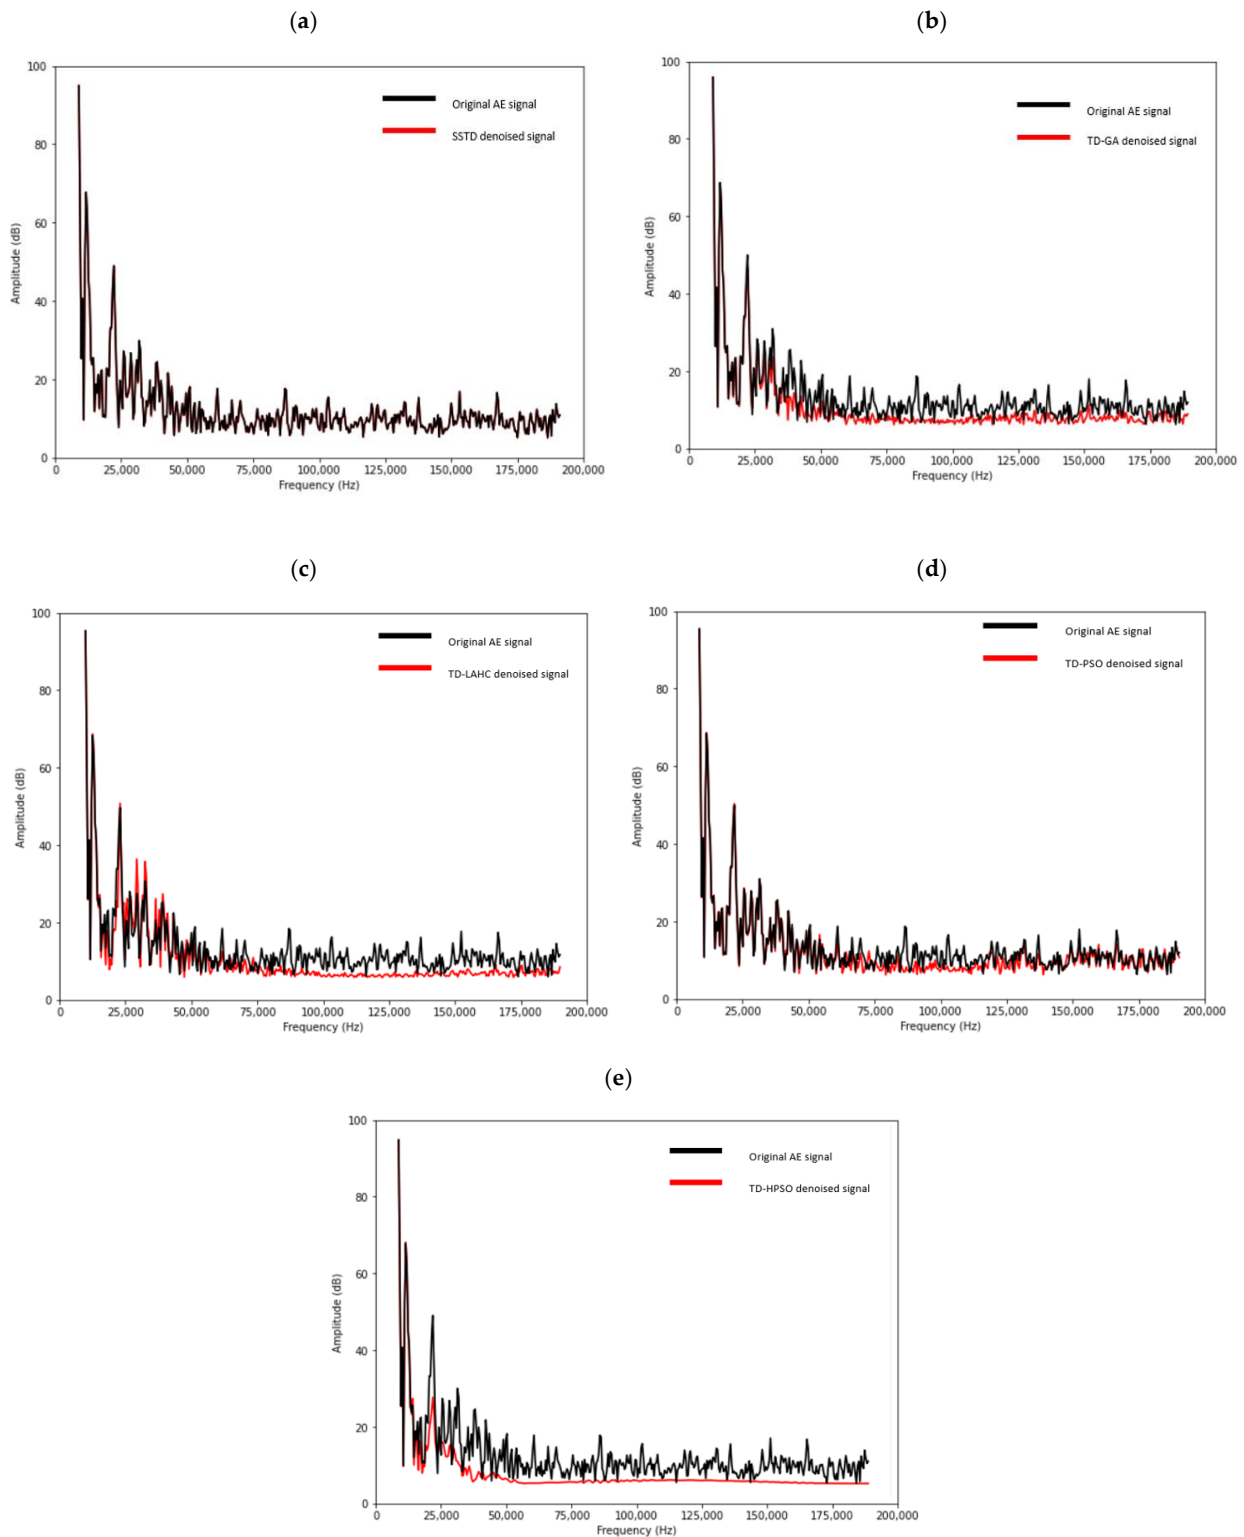 (a)
100
80
60
40
20
0
Amplitude (dB)
Original AE signal
SSTD denoised signal
0 25,000 50,000 75,000 100,000 125,000 150,000 175,000 200,000
Frequency (Hz)
(b)
100
80
60
40
20
0
Amplitude (dB)
Original AE signal
TD-GA denoised signal
0 25,000 50,000 75,000 100,000 125,000 150,000 175,000 200,000
Frequency (Hz)
(c)
100
80
60
40
20
0
Amplitude (dB)
Original AE signal
TD-LAHC denoised signal
0 25,000 50,000 75,000 100,000 125,000 150,000 175,000 200,000
Frequency (Hz)
(d)
100
80
60
40
20
0
Amplitude (dB)
Original AE signal
TD-PSO denoised signal
0 25,000 50,000 75,000 100,000 125,000 150,000 175,000 200,000
Frequency (Hz)
(e)
100
80
60
40
20
0
Amplitude (dB)
Original AE signal
TD-HPSO denoised signal
0 25,000 50,000 75,000 100,000 125,000 150,000 175,000 200,000
Frequency (Hz)